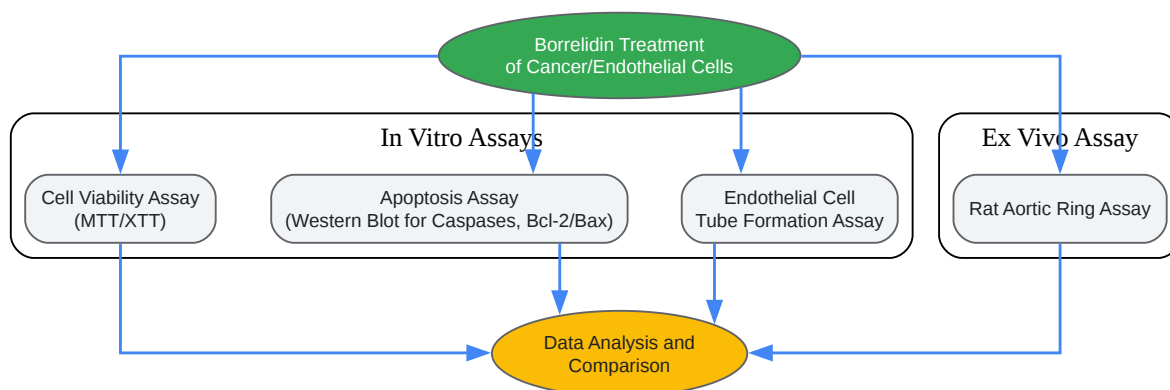 Borrelidin Treatment
of Cancer/Endothelial Cells
In Vitro Assays
Ex Vivo Assay
Cell Viability Assay
(MTT/XTT)
Apoptosis Assay
(Western Blot for Caspases, Bcl-2/Bax)
Endothelial Cell
Tube Formation Assay
Rat Aortic Ring Assay
Data Analysis and
Comparison